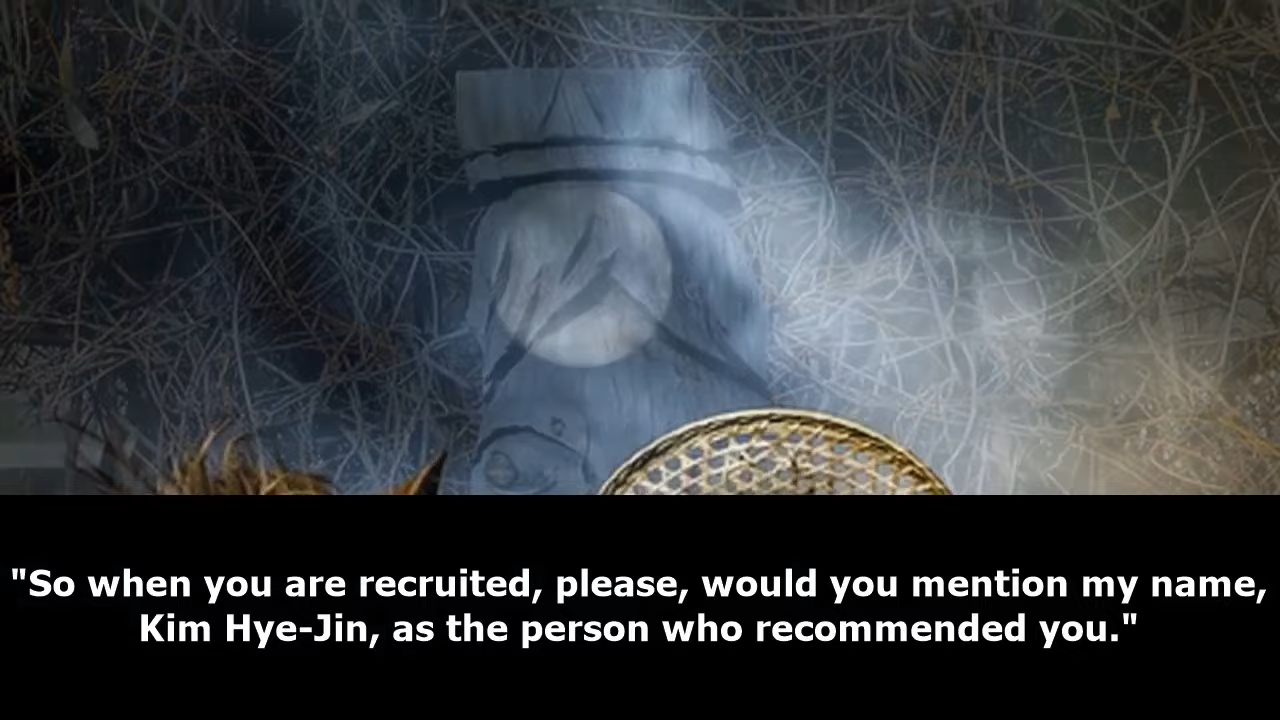 "So when you are recruited, please, would you mention my name,
Kim Hye-Jin, as the person who recommended you."